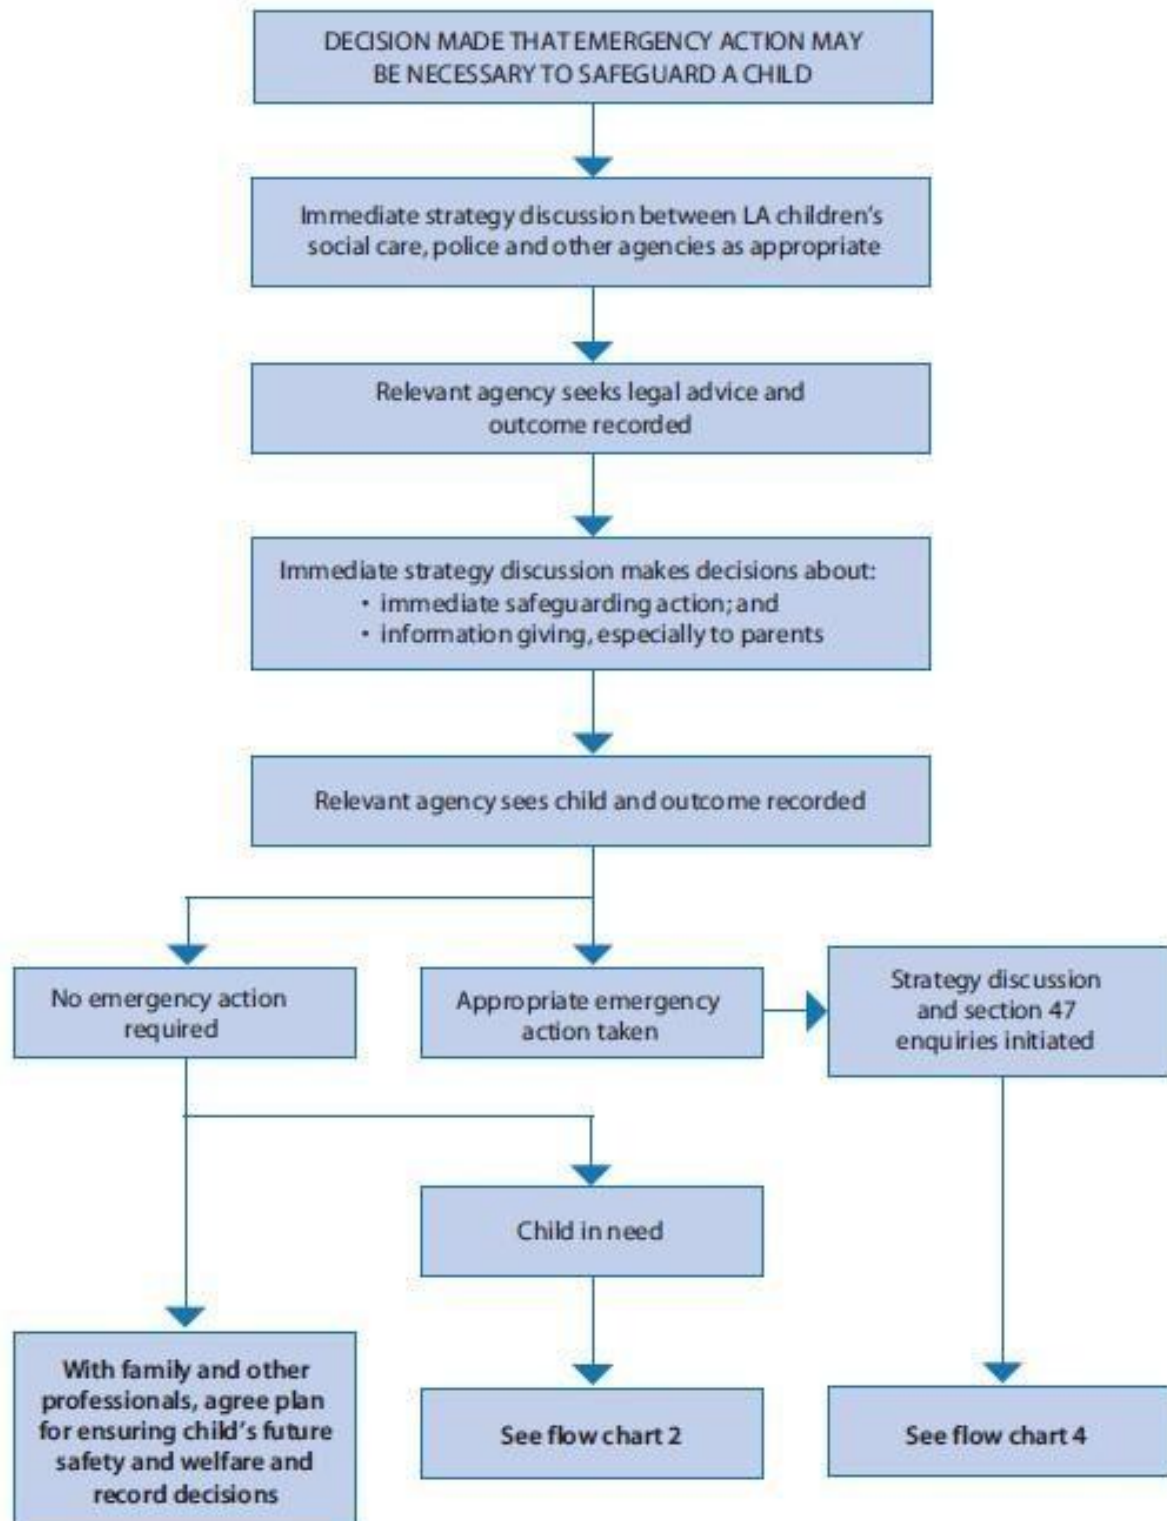 DECISION MADE THAT EMERGENCY ACTION MAY
BE NECESSARY TO SAFEGUARD A CHILD
Immediate strategy discussion between LA children's
social care, police and other agencies as appropriate
Relevant agency seeks legal advice and
outcome recorded
Immediate strategy discussion makes decisions about:
• immediate safeguarding action; and
• information giving, especially to parents
Relevant agency sees child and outcome recorded
No emergency action
required
Appropriate emergency
action taken
Strategy discussion
and section 47
enquiries initiated
Child in need
With family and other
professionals, agree plan
for ensuring child's future
safety and welfare and
record decisions
See flow chart 2
See flow chart 4